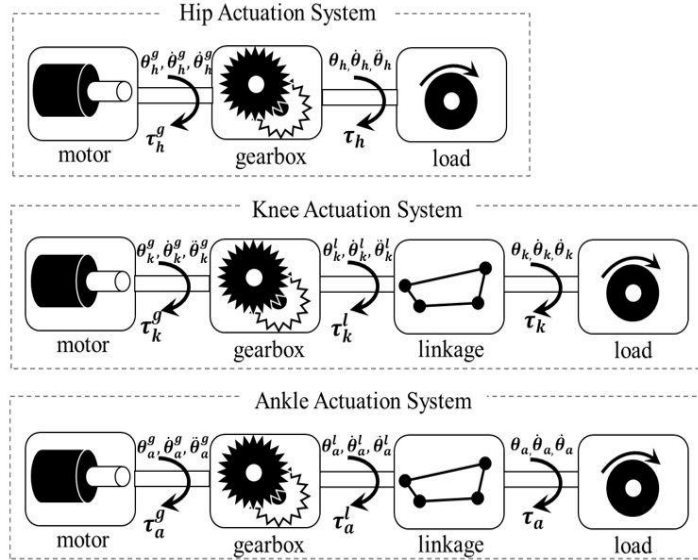 Hip Actuation System
θ_h^g, θ̇_h^g, θ̈_h^g
θ_h, θ̇_h, θ̈_h
τ_h^g
τ_h
motor
gearbox
load
Knee Actuation System
θ_k^g, θ̇_k^g, θ̈_k^g
θ_k^l, θ̇_k^l, θ̈_k^l
θ_k, θ̇_k, θ̇_k
τ_k^g
τ_k^l
τ_k
motor
gearbox
linkage
load
Ankle Actuation System
θ_a^g, θ̇_a^g, θ̈_a^g
θ_a^l, θ̇_a^l, θ̈_a^l
θ_a, θ̇_a, θ̇_a
τ_a^g
τ_a^l
τ_a
motor
gearbox
linkage
load